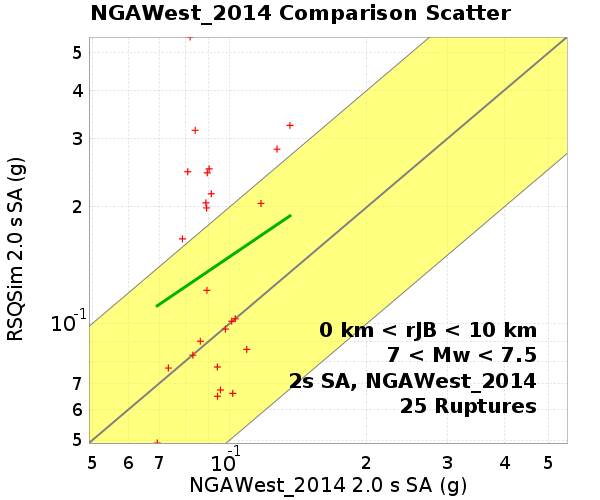 NGAWest_2014 Comparison Scatter
RSQSim 2.0 s SA (g)
5
4
3
2
10^-1
7
6
5
0 km < rJB < 10 km
7 < Mw < 7.5
2s SA, NGAWest_2014
25 Ruptures
5 6 7 10^-1 2 3 4 5
NGAWest_2014 2.0 s SA (g)